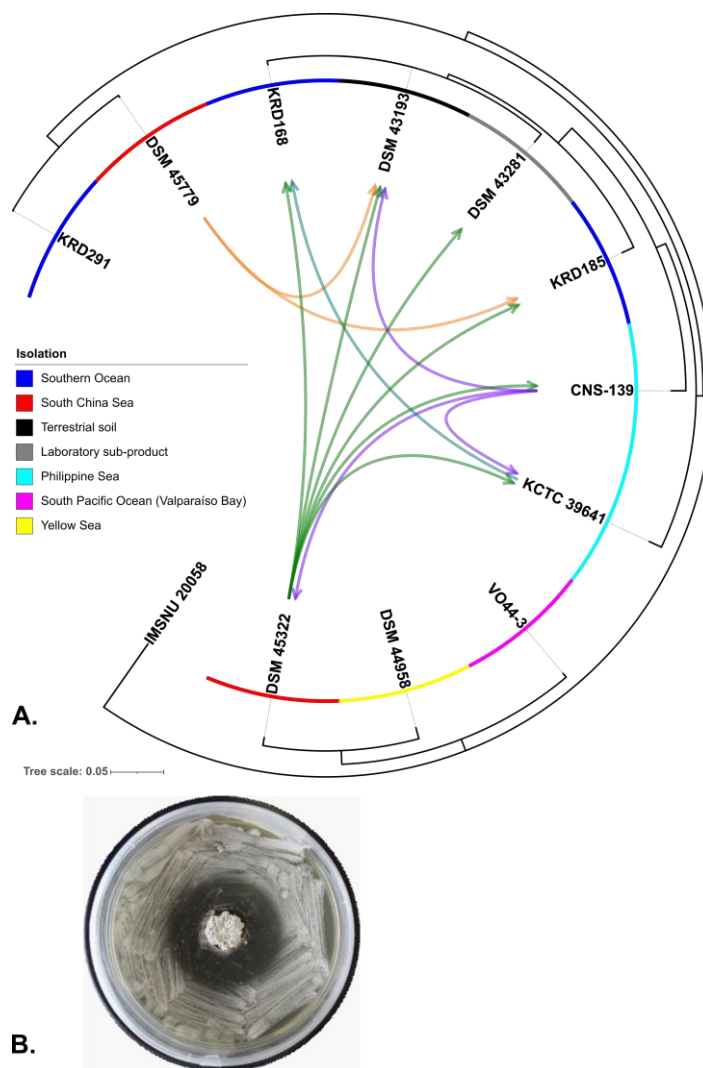 KRD168
DSM 43193
DSM 45779
DSM 43281
KRD291
KRD185
Isolation
Southern Ocean
South China Sea
Terrestrial soil
Laboratory sub-product
Philippine Sea
South Pacific Ocean (Valparaíso Bay)
Yellow Sea
CNS-139
KCTC 39641
IMSNU 20058
VO44-3
DSM 45322
DSM 44958
A.
Tree scale: 0.05
B.